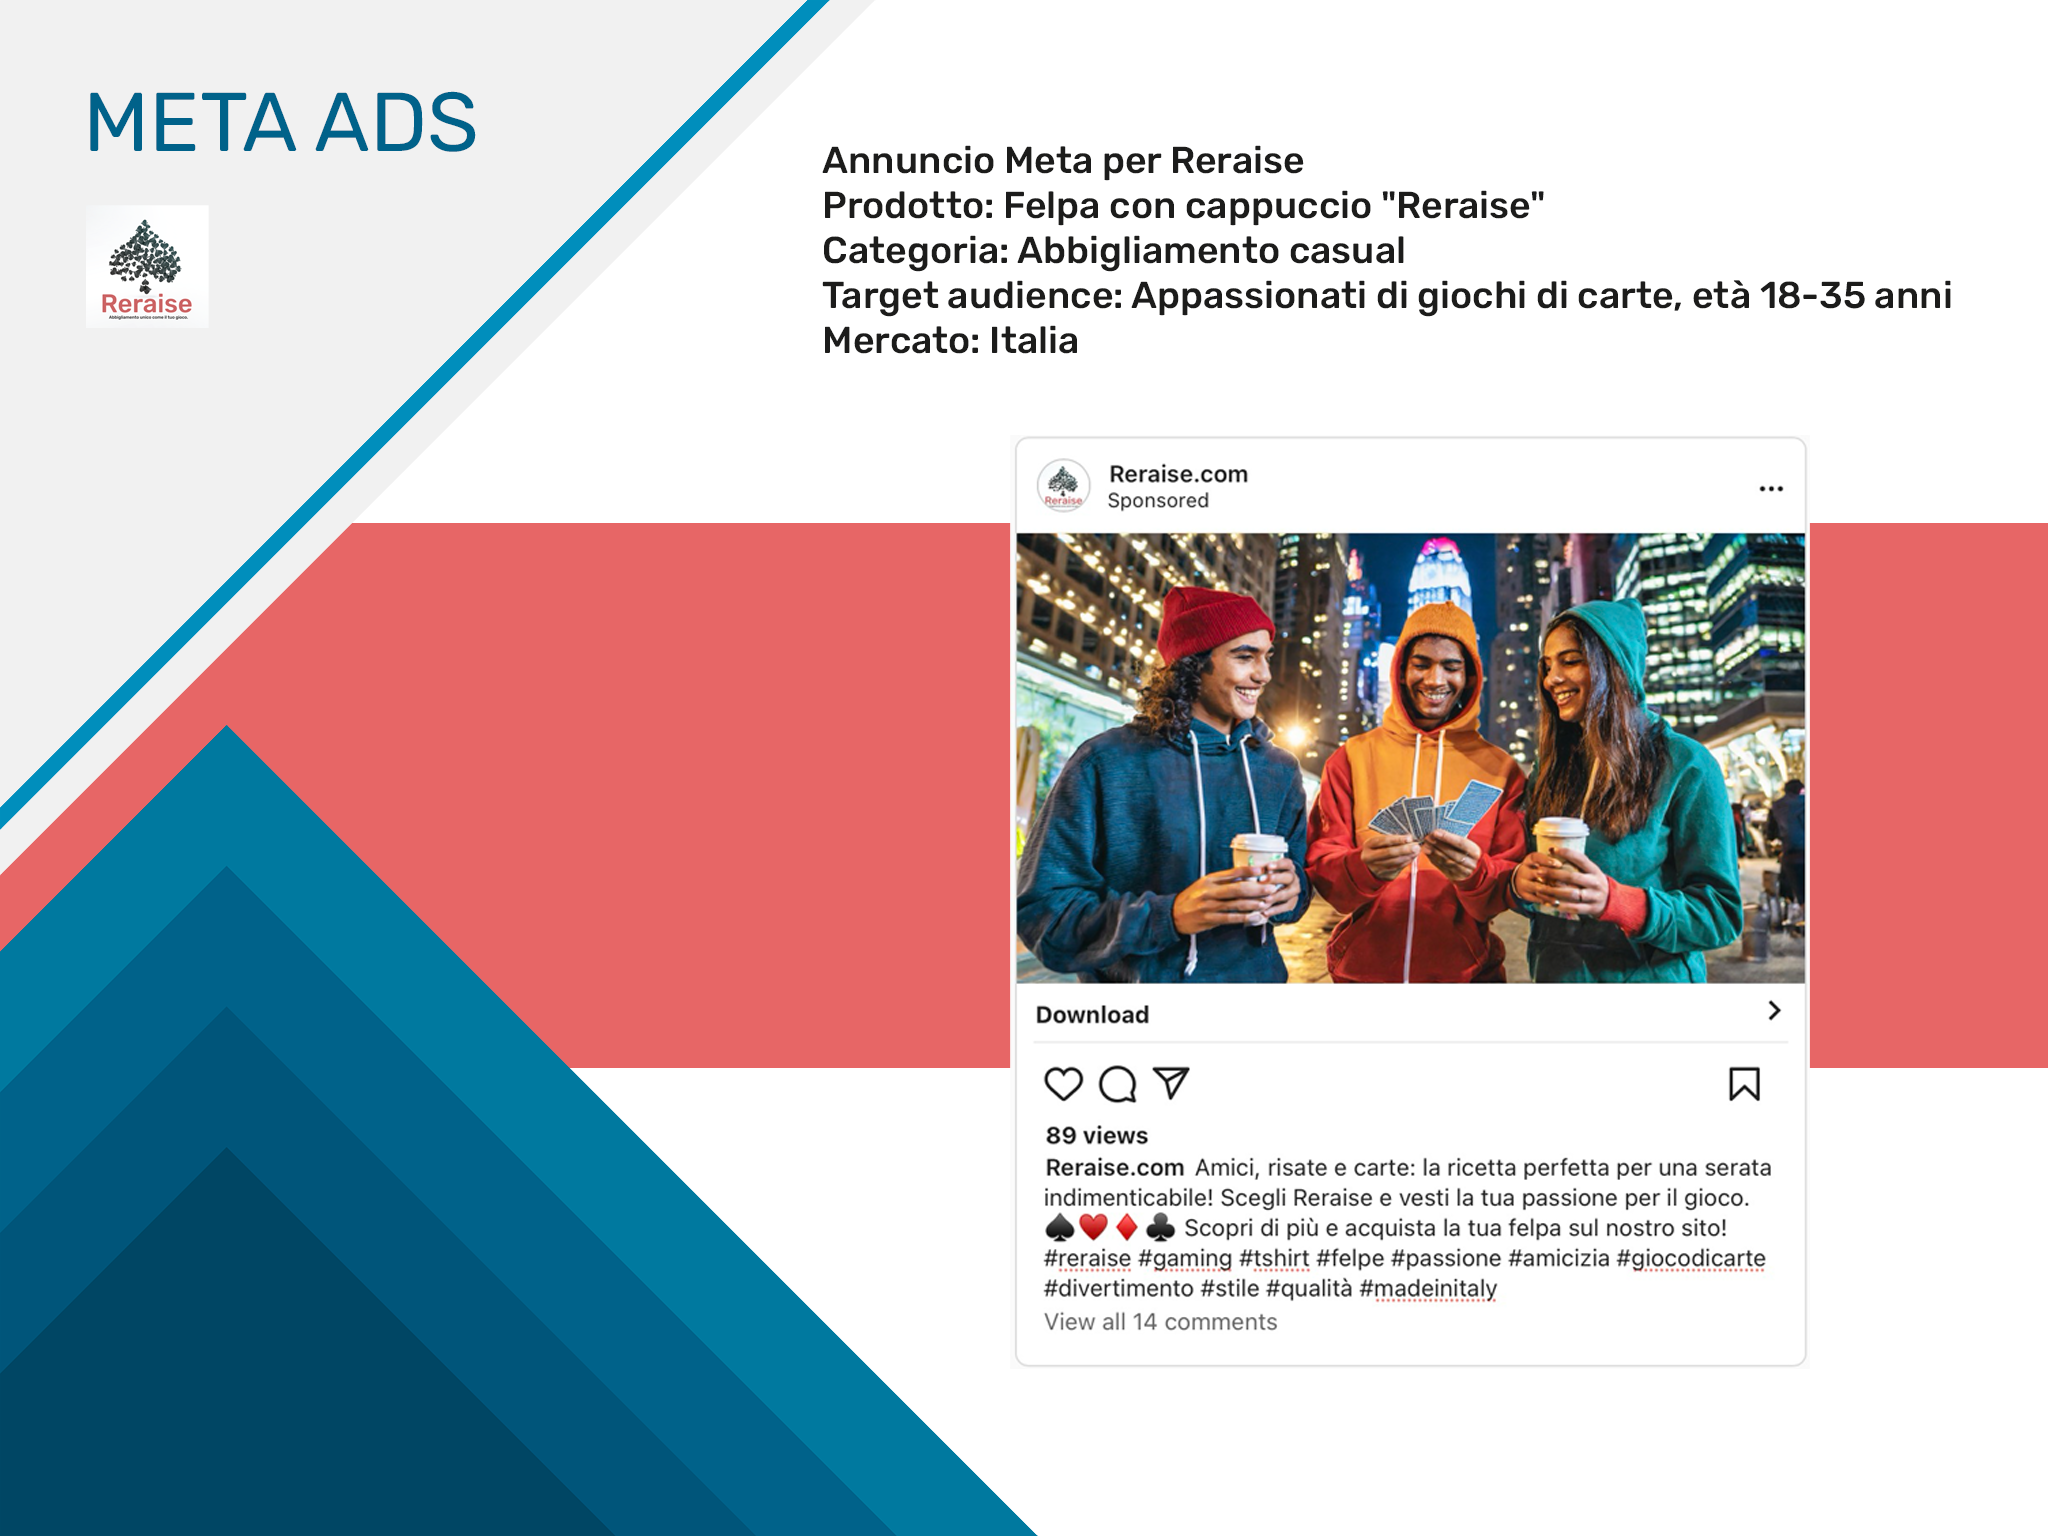 META ADS
Reraise
Abbigliamento unico come il tuo gioco.
Annuncio Meta per Reraise
Prodotto: Felpa con cappuccio "Reraise"
Categoria: Abbigliamento casual
Target audience: Appassionati di giochi di carte, età 18-35 anni
Mercato: Italia
Reraise
Reraise.com
Sponsored
Download
89 views
Reraise.com Amici, risate e carte: la ricetta perfetta per una serata
indimenticabile! Scegli Reraise e vesti la tua passione per il gioco.
♠️♥️♦️♣️ Scopri di più e acquista la tua felpa sul nostro sito!
#reraise #gaming #tshirt #felpe #passione #amicizia #giocodicarte
#divertimento #stile #qualità #madeinitaly
View all 14 comments